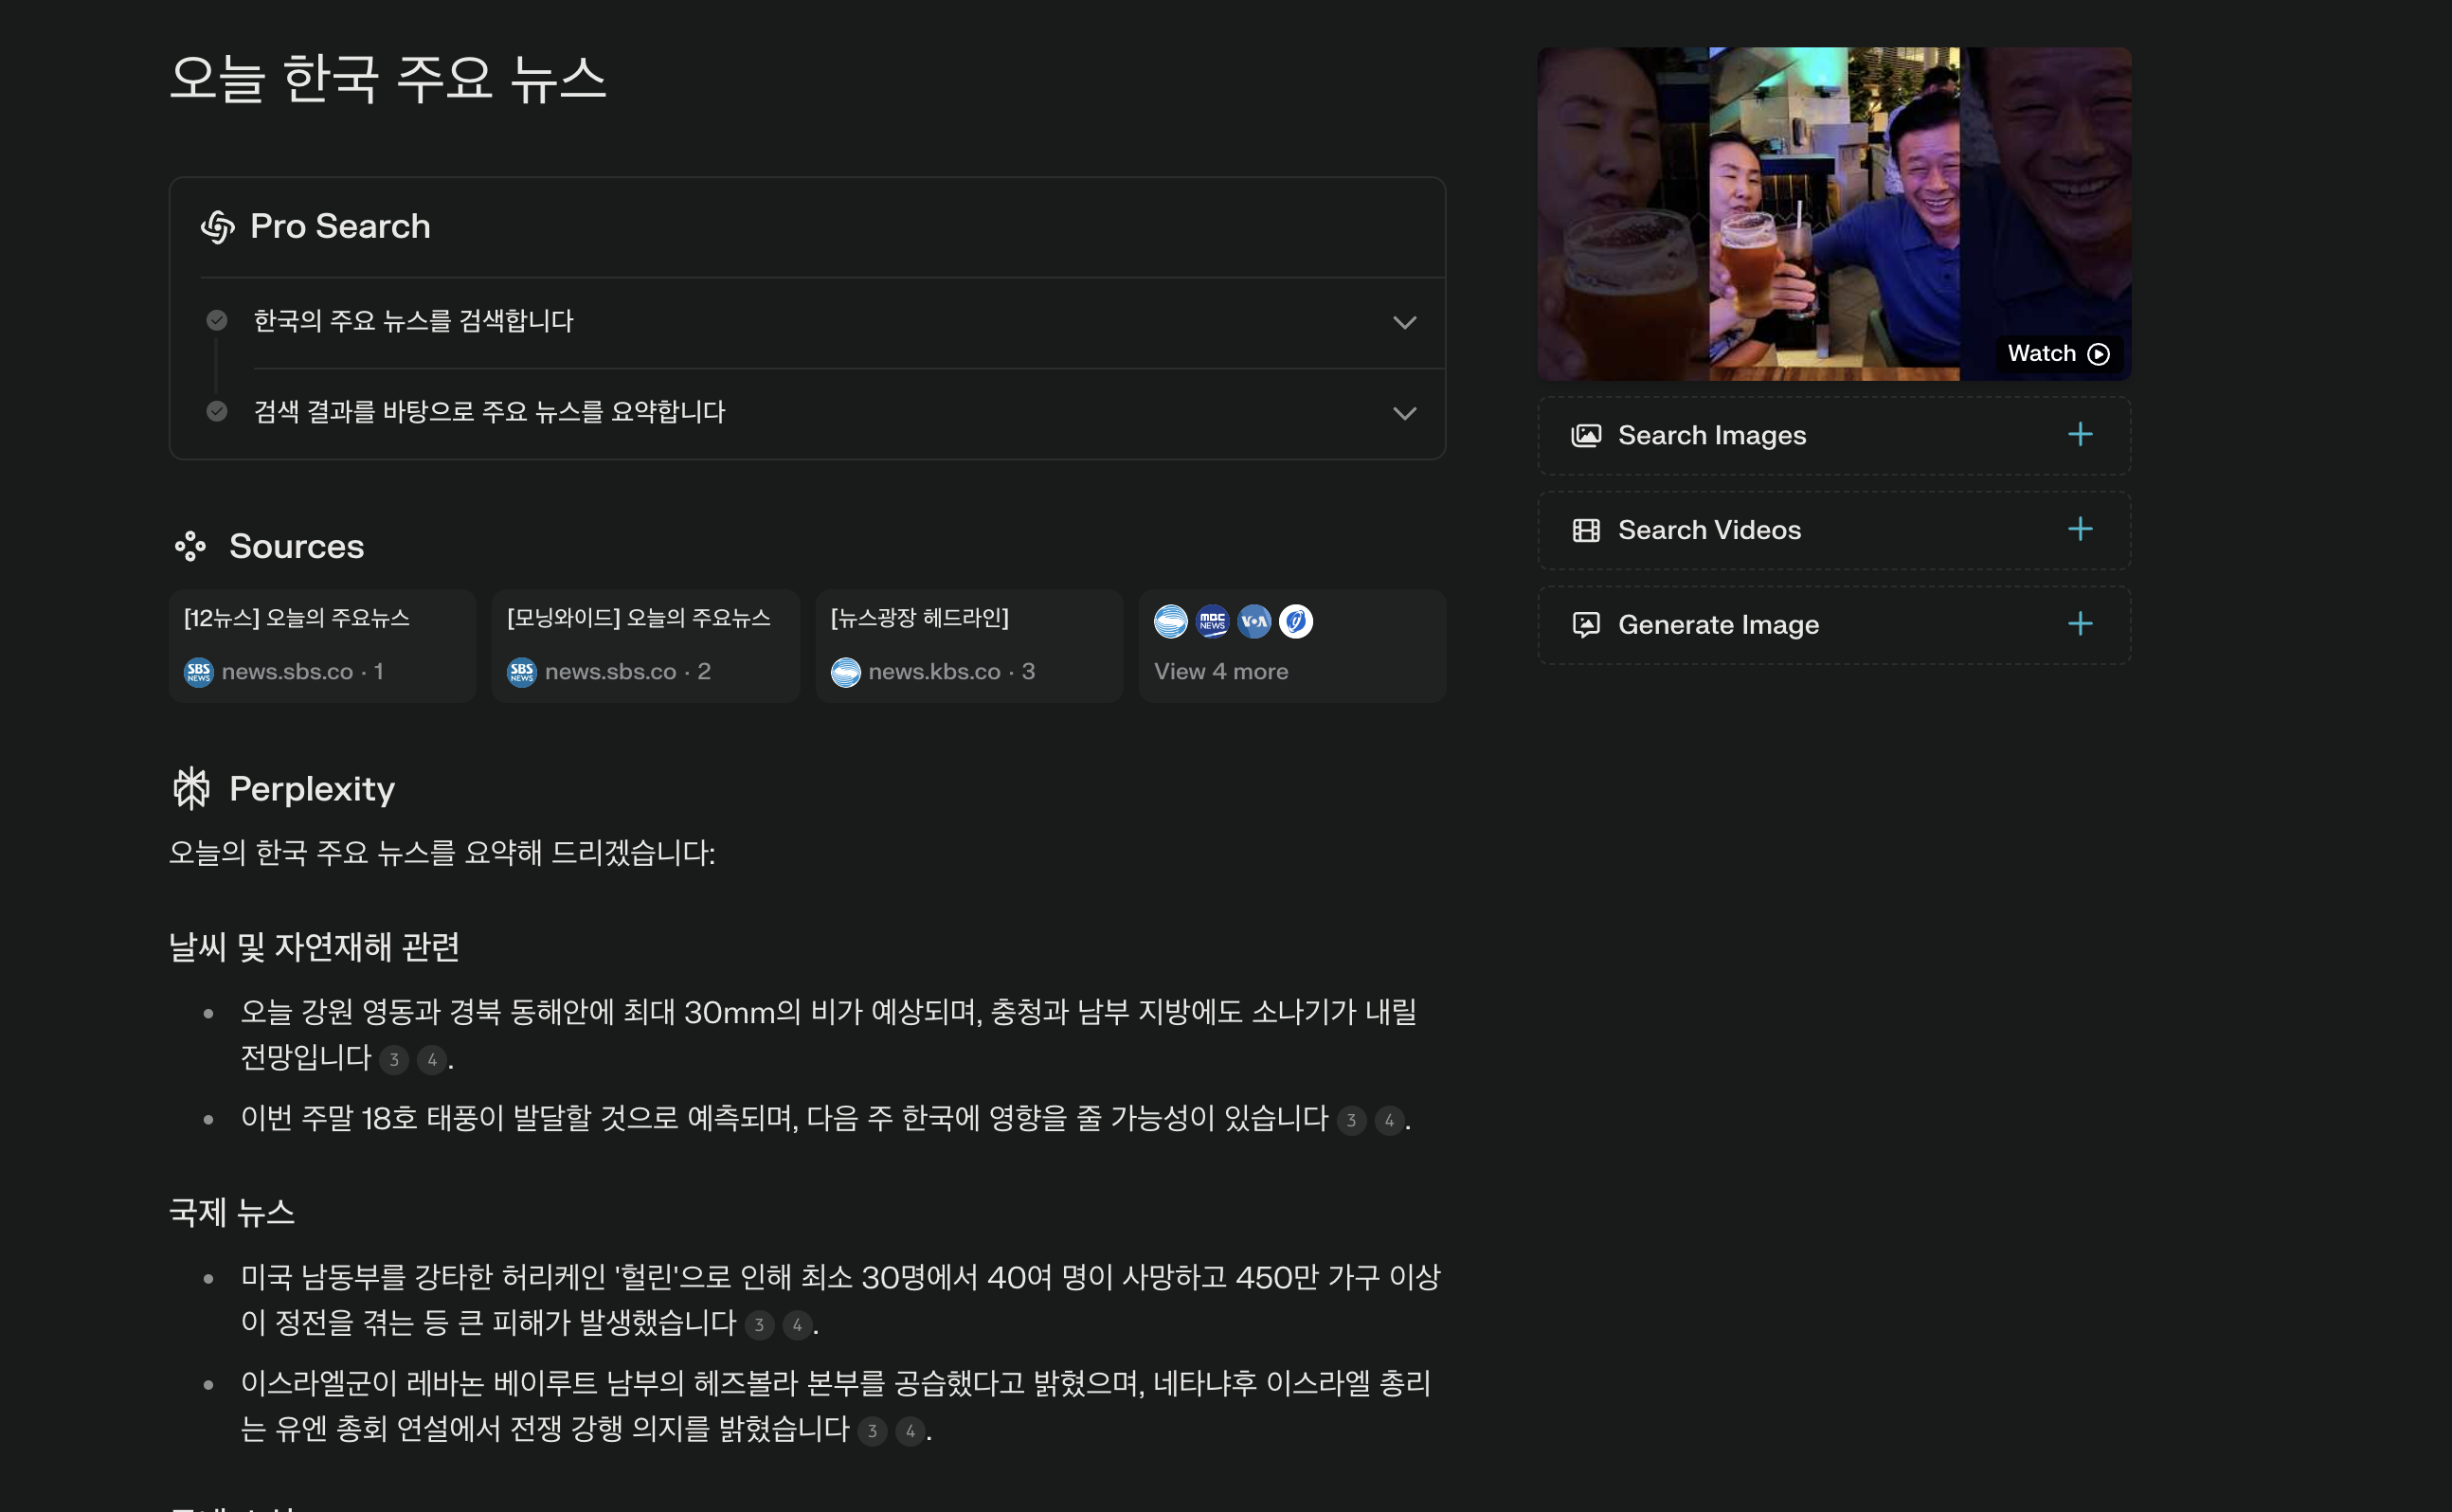 오늘 한국 주요 뉴스
Pro Search
한국의 주요 뉴스를 검색합니다
검색 결과를 바탕으로 주요 뉴스를 요약합니다
Sources
[12뉴스] 오늘의 주요뉴스
SBS NEWS news.sbs.co · 1
[모닝와이드] 오늘의 주요뉴스
SBS NEWS news.sbs.co · 2
[뉴스광장 헤드라인]
news.kbs.co · 3
MBC NEWS VOA
View 4 more
Perplexity
오늘의 한국 주요 뉴스를 요약해 드리겠습니다:
날씨 및 자연재해 관련
오늘 강원 영동과 경북 동해안에 최대 30mm의 비가 예상되며, 충청과 남부 지방에도 소나기가 내릴
전망입니다 3 4.
이번 주말 18호 태풍이 발달할 것으로 예측되며, 다음 주 한국에 영향을 줄 가능성이 있습니다 3 4.
국제 뉴스
미국 남동부를 강타한 허리케인 '헐린'으로 인해 최소 30명에서 40여 명이 사망하고 450만 가구 이상
이 정전을 겪는 등 큰 피해가 발생했습니다 3 4.
이스라엘군이 레바논 베이루트 남부의 헤즈볼라 본부를 공습했다고 밝혔으며, 네타냐후 이스라엘 총리
는 유엔 총회 연설에서 전쟁 강행 의지를 밝혔습니다 3 4.
Watch
Search Images
Search Videos
Generate Image